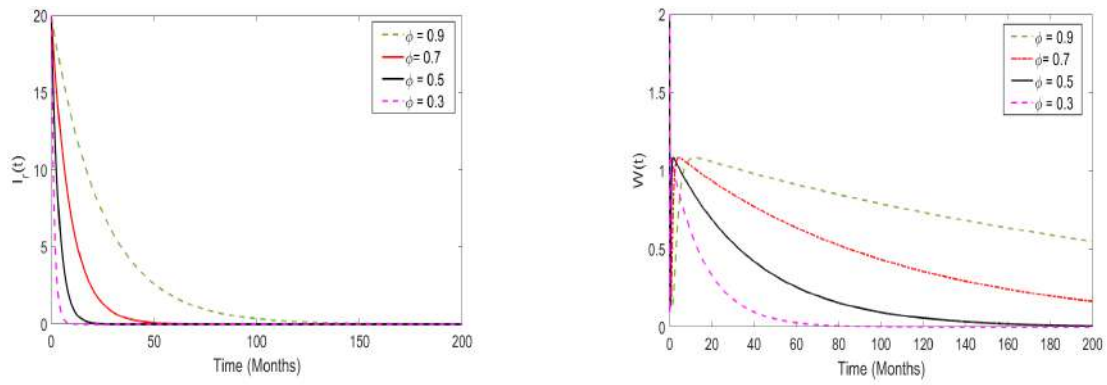 20
15
10
5
0
I_r(t)
0 50 100 150 200
Time (Months)
ϕ = 0.9
ϕ= 0.7
ϕ = 0.5
ϕ = 0.3
2
1.5
1
0.5
0
W(t)
0 20 40 60 80 100 120 140 160 180 200
Time (Months)
ϕ = 0.9
ϕ= 0.7
ϕ = 0.5
ϕ = 0.3